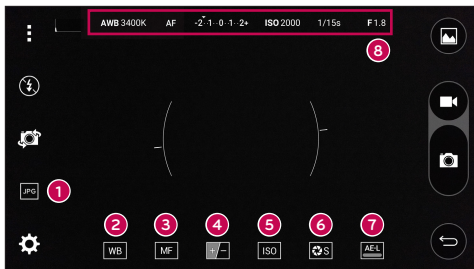 AWB 3400K AF -2··1··0··1··2+ ISO 2000 1/15s F1.8
8
JPG 1
2 3 4 5 6 7
WB MF +/- ISO S AE-L